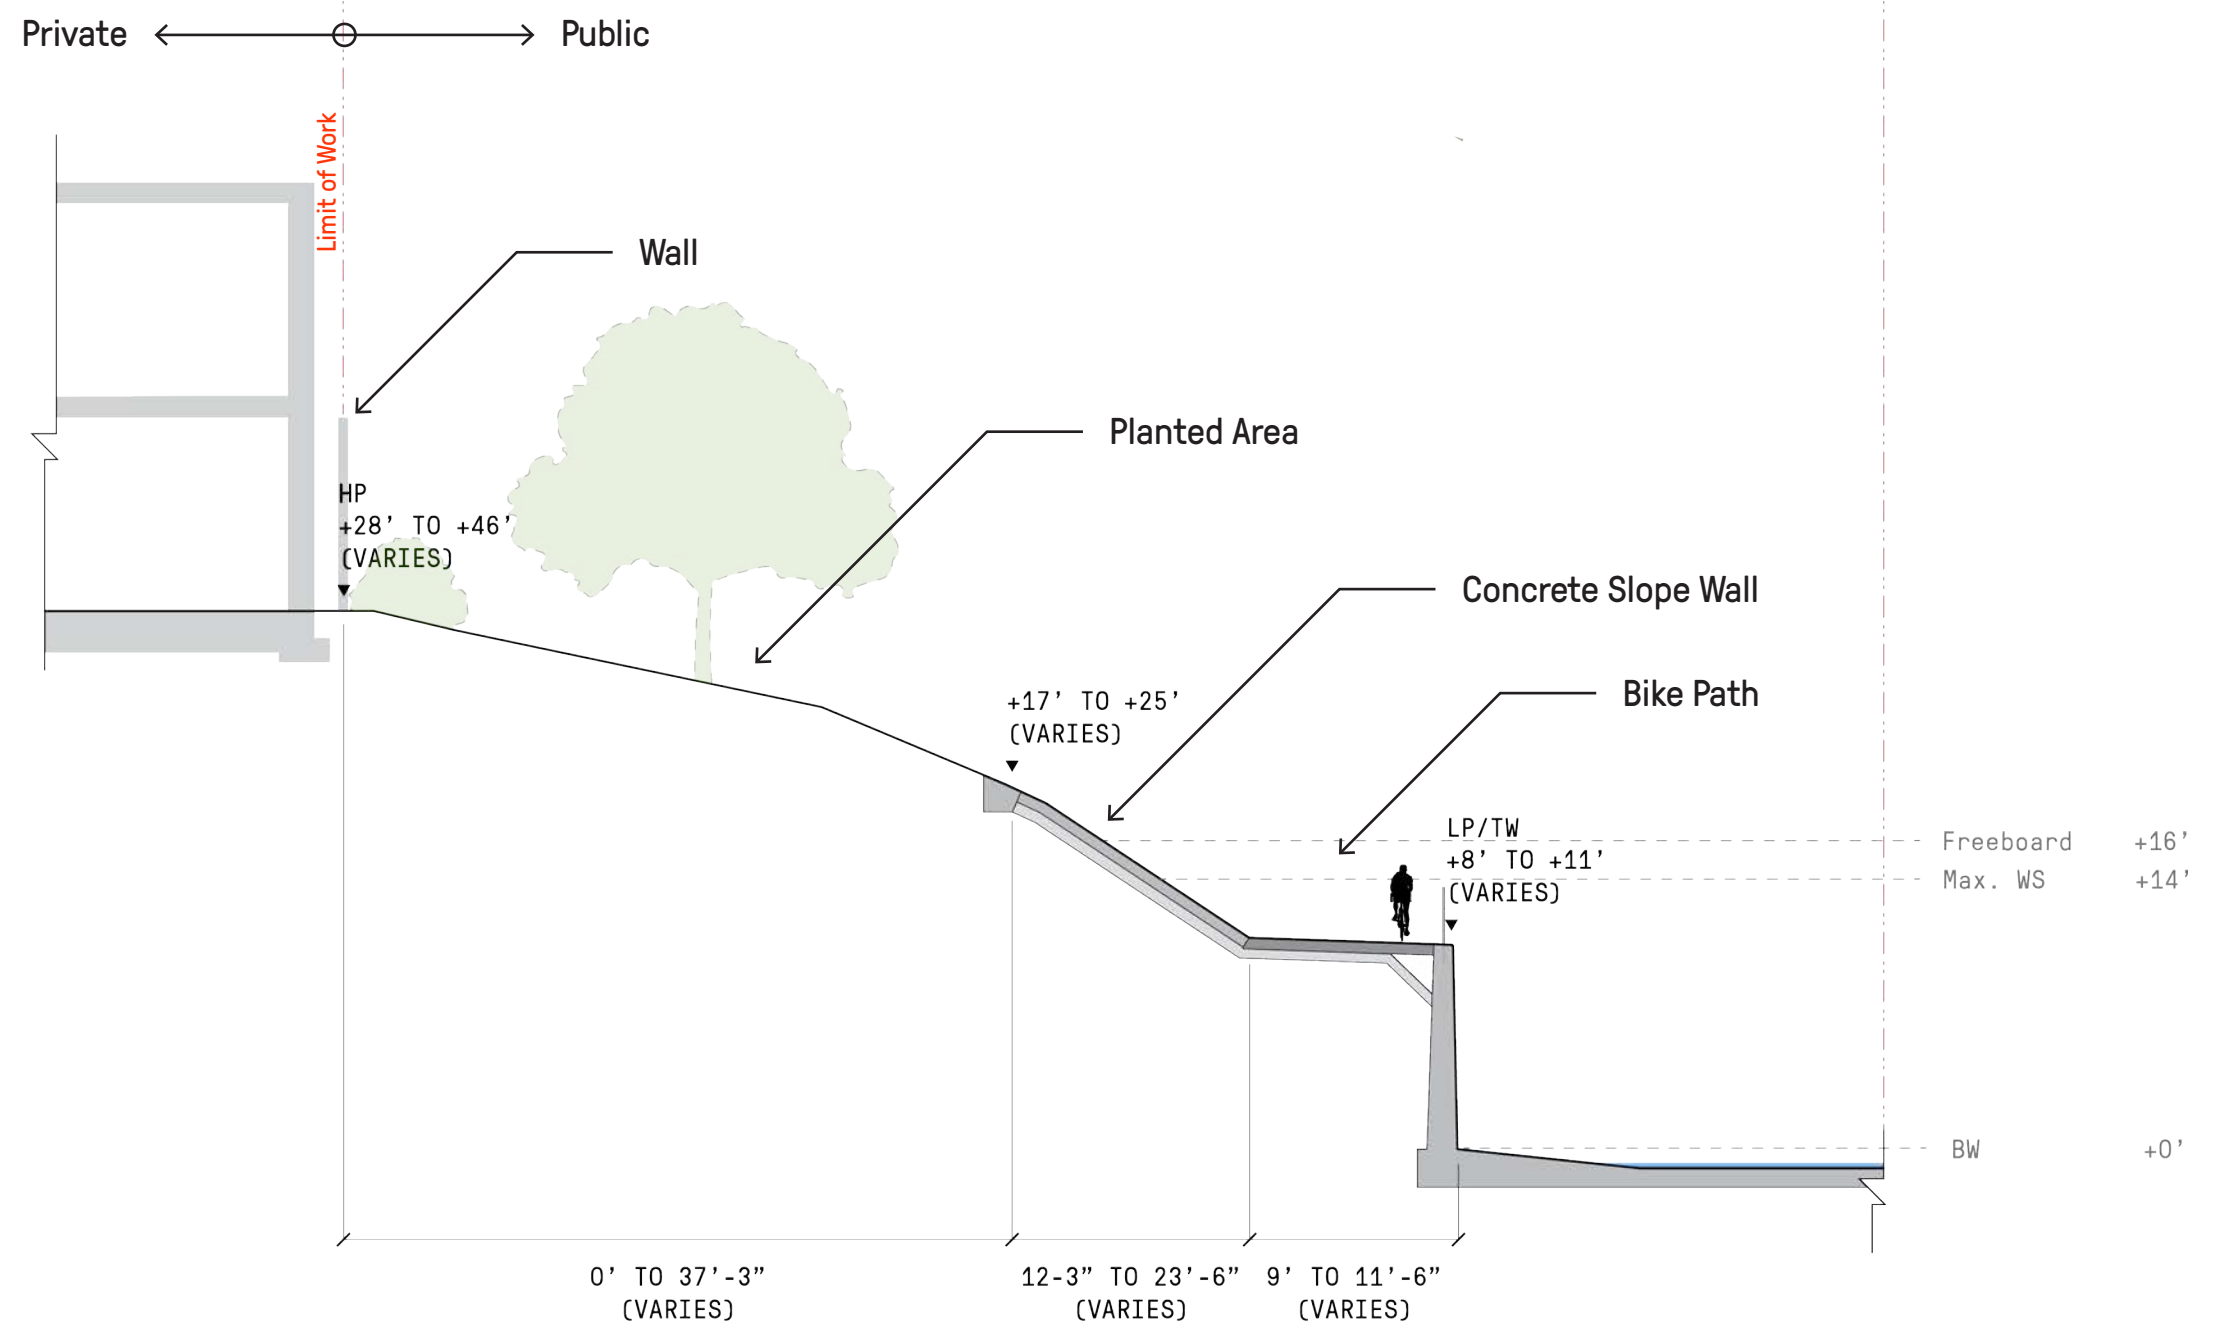 Private
Public
Limit of Work
Wall
Planted Area
HP
+28’ TO +46’
(VARIES)
Concrete Slope Wall
Bike Path
+17’ TO +25’
(VARIES)
LP/TW
+8’ TO +11’
(VARIES)
Freeboard +16’
Max. WS +14’
BW +0’
0’ TO 37’-3”
(VARIES)
12-3” TO 23’-6”
(VARIES)
9’ TO 11’-6”
(VARIES)